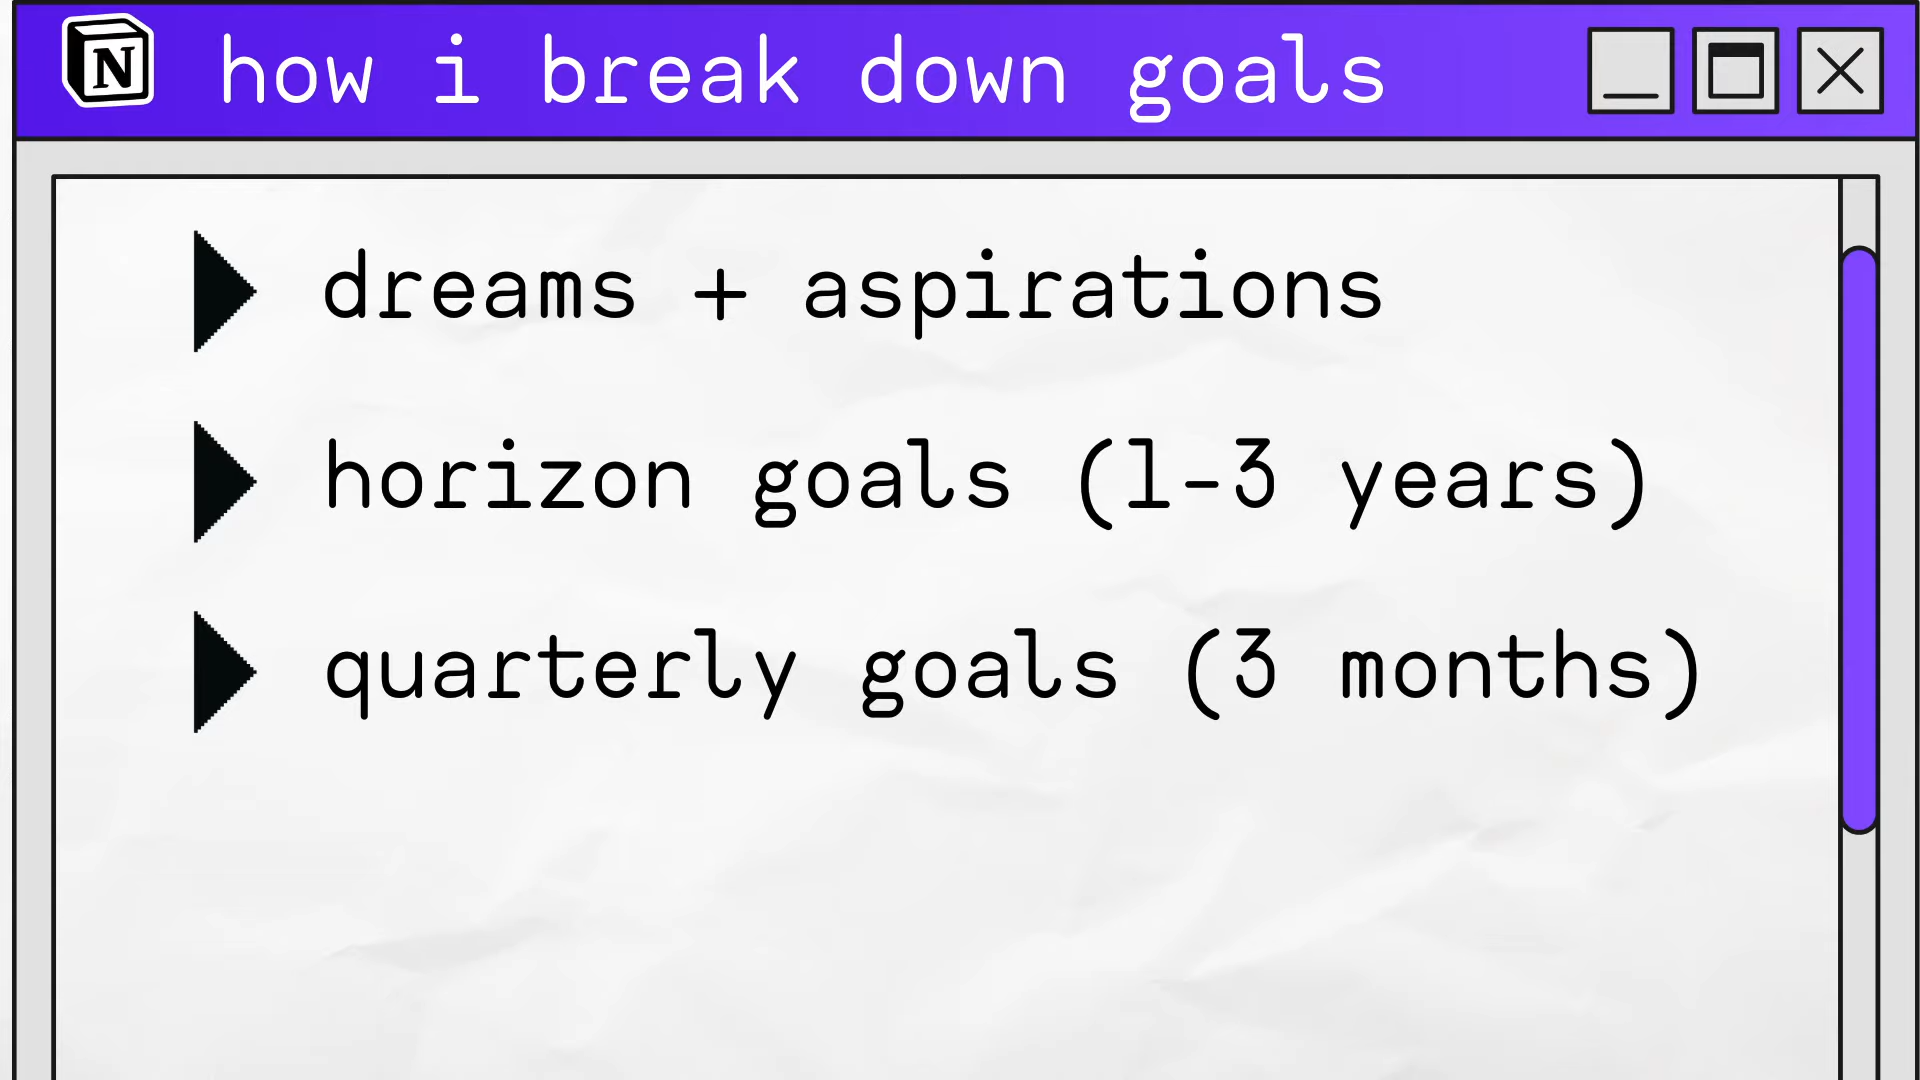 N
how i break down goals
dreams + aspirations
horizon goals (1-3 years)
quarterly goals (3 months)